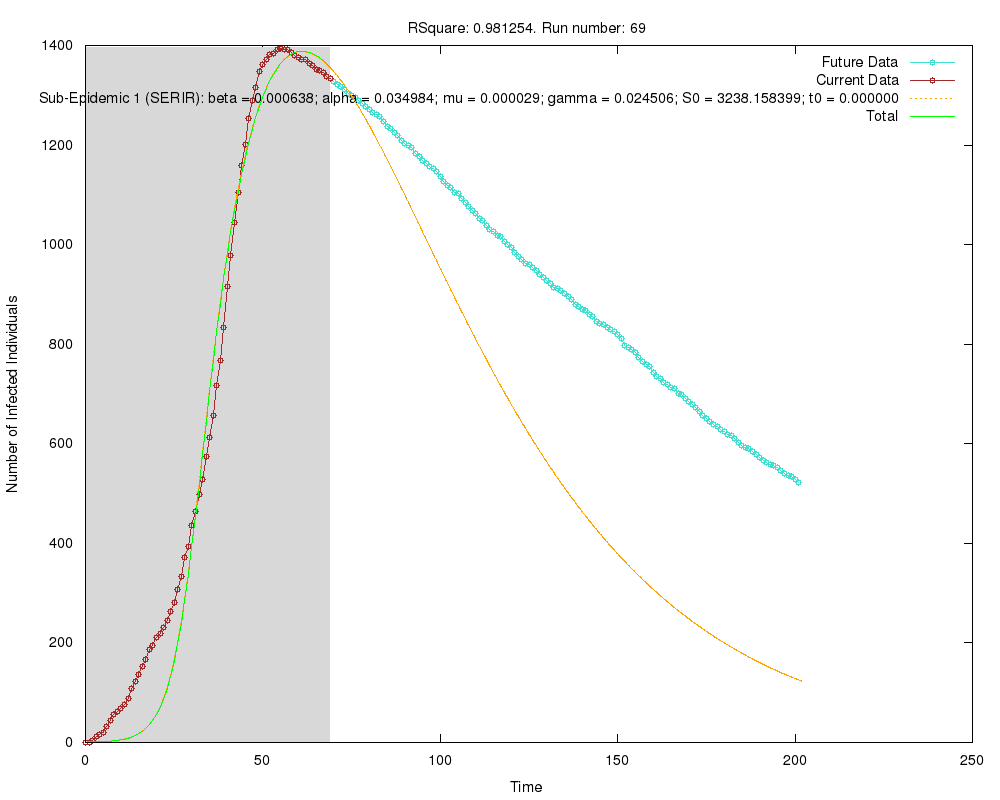 RSquare: 0.981254. Run number: 69
1400
1200
1000
800
600
400
200
0
Number of Infected Individuals
Future Data
Current Data
Sub-Epidemic 1 (SERIR): beta = 0.000638; alpha = 0.034984; mu = 0.000029; gamma = 0.024506; S0 = 3238.158399; t0 = 0.000000
Total
0 50 100 150 200 250
Time